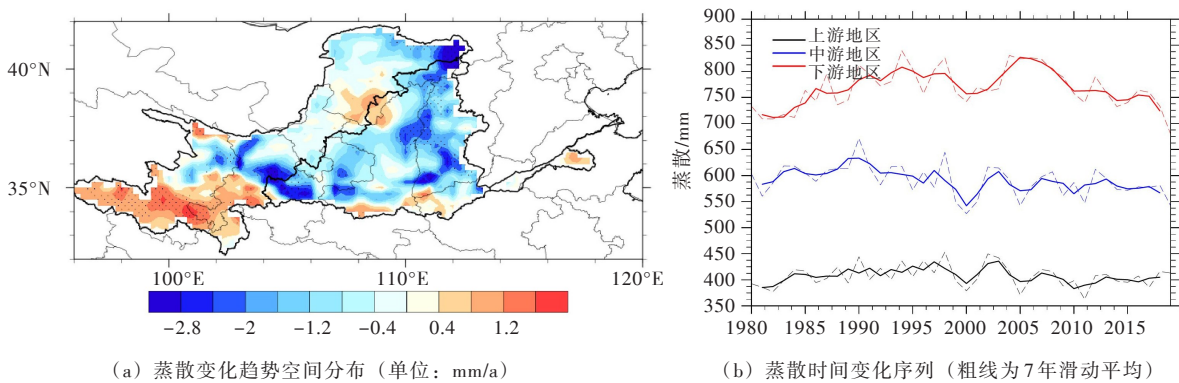 40°N
35°N
100°E
110°E
120°E
-2.8
-2
-1.2
-0.4
0.4
1.2
(a) 蒸散变化趋势空间分布（单位：mm/a）
900
850
800
750
700
650
600
550
500
450
400
350
蒸散/mm
上游地区
中游地区
下游地区
1980
1985
1990
1995
2000
2005
2010
2015
(b) 蒸散时间变化序列（粗线为7年滑动平均）